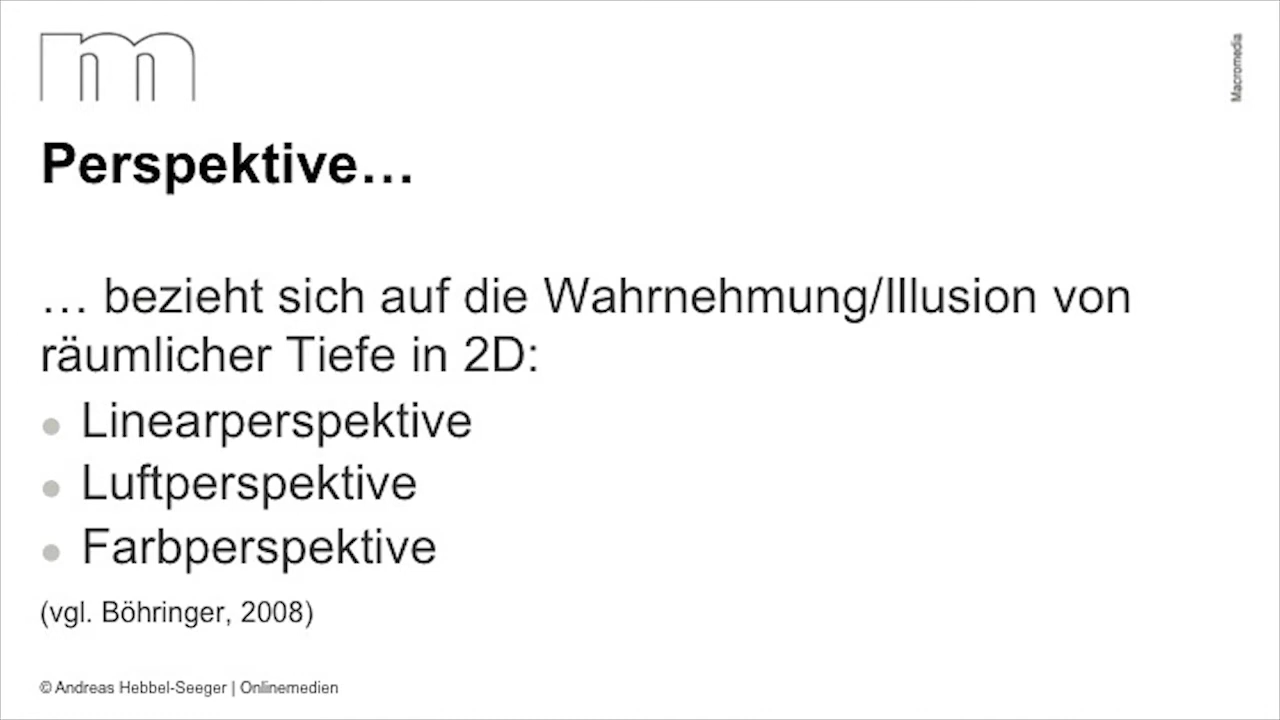 m
Macromedia
Perspektive…
… bezieht sich auf die Wahrnehmung/Illusion von
räumlicher Tiefe in 2D:
• Linearperspektive
• Luftperspektive
• Farbperspektive
(vgl. Böhringer, 2008)
© Andreas Hebbel-Seeger | Onlinemedien